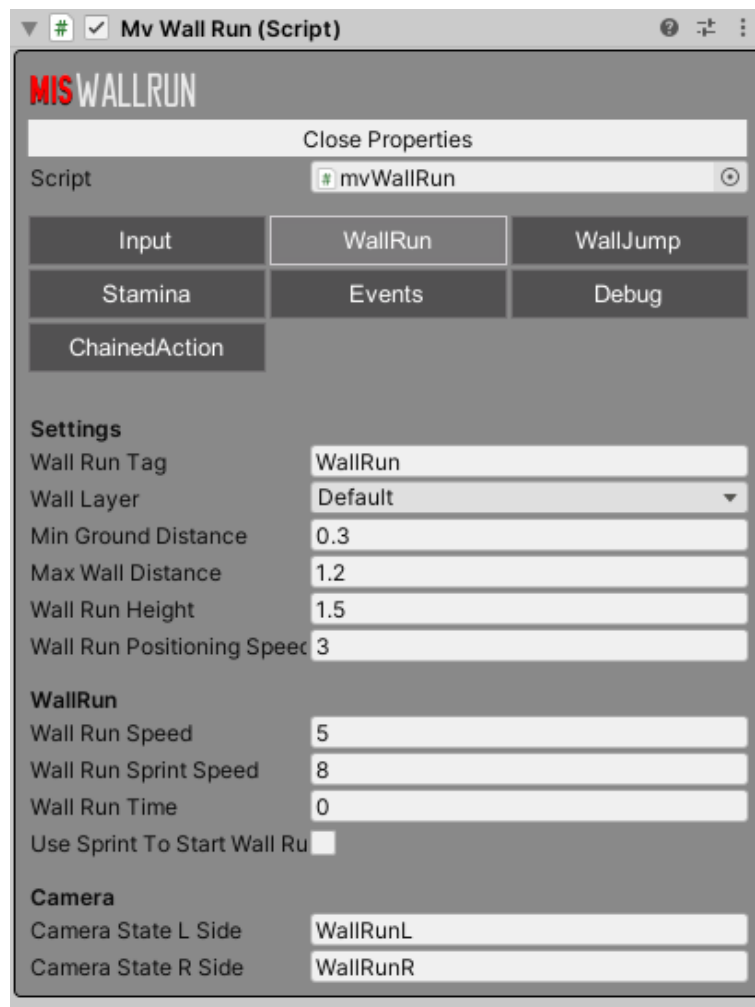 # Mv Wall Run (Script)
MISWALLRUN
Close Properties
Script # mvWallRun
Input WallRun WallJump
Stamina Events Debug
ChainedAction
Settings
Wall Run Tag WallRun
Wall Layer Default
Min Ground Distance 0.3
Max Wall Distance 1.2
Wall Run Height 1.5
Wall Run Positioning Speed 3
WallRun
Wall Run Speed 5
Wall Run Sprint Speed 8
Wall Run Time 0
Use Sprint To Start Wall Ru
Camera
Camera State L Side WallRunL
Camera State R Side WallRunR